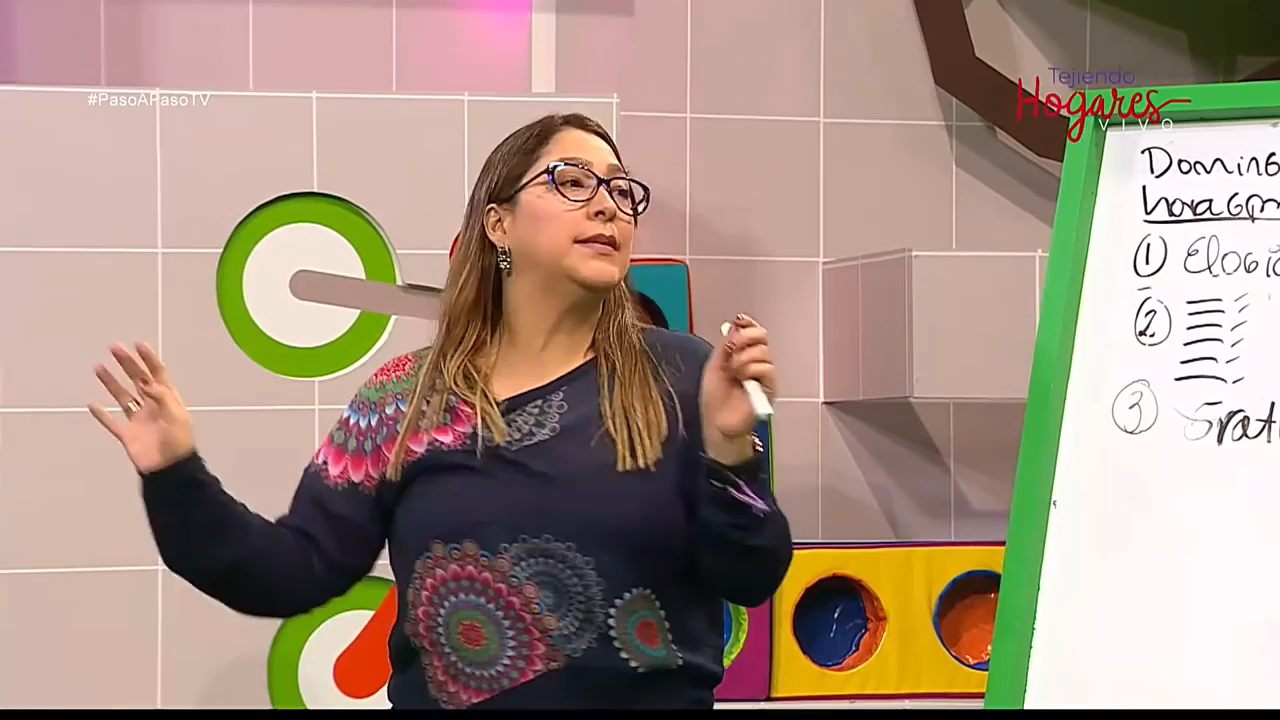 #PasoAPasoTV
Tejiendo
Hogares
VIVO
Doming
hora 6pm
① Elogio
②
③ Grati